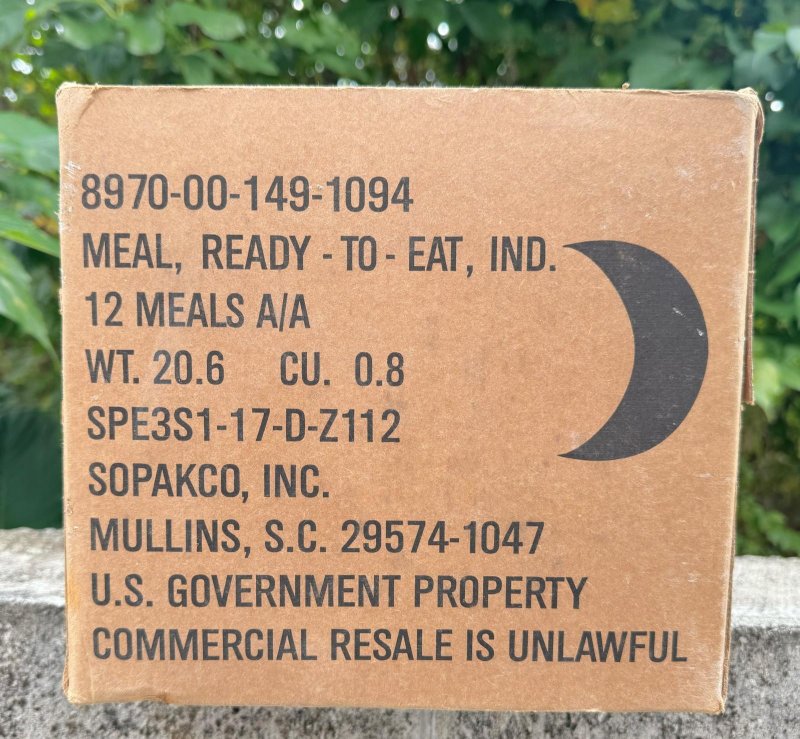 8970-00-149-1094
MEAL, READY - TO - EAT, IND.
12 MEALS A/A
WT. 20.6 CU. 0.8
SPE3S1-17-D-Z112
SOPAKCO, INC.
MULLINS, S.C. 29574-1047
U.S. GOVERNMENT PROPERTY
COMMERCIAL RESALE IS UNLAWFUL